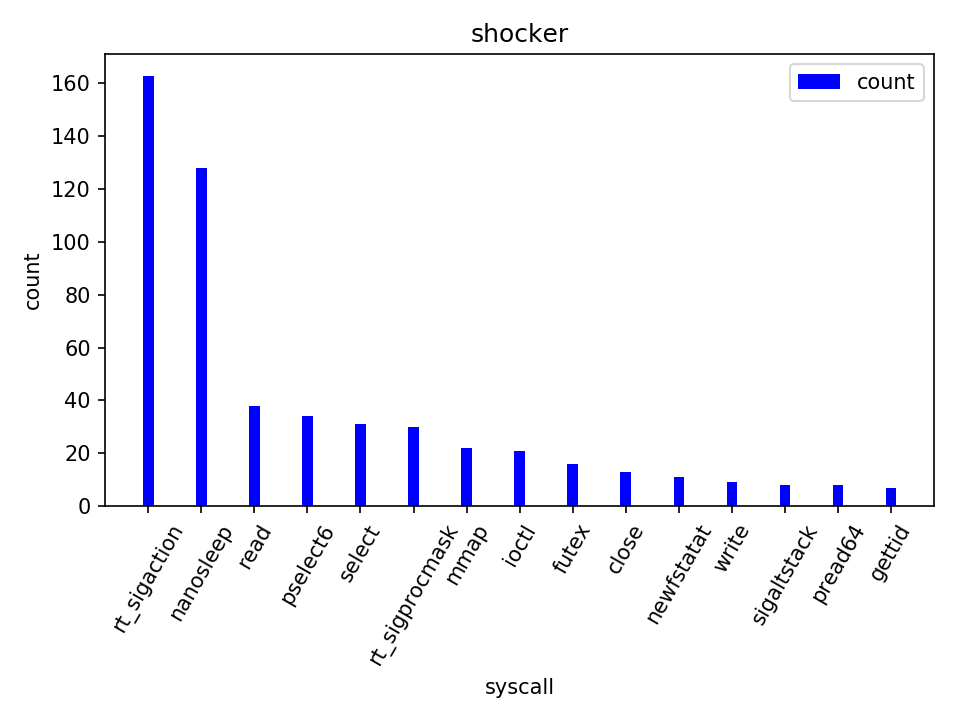 shocker
count
count
160
140
120
100
80
60
40
20
0
rt_sigaction
nanosleep
read
pselect6
select
rt_sigprocmask
mmap
ioctl
futex
close
newfstatat
write
sigaltstack
pread64
gettid
syscall